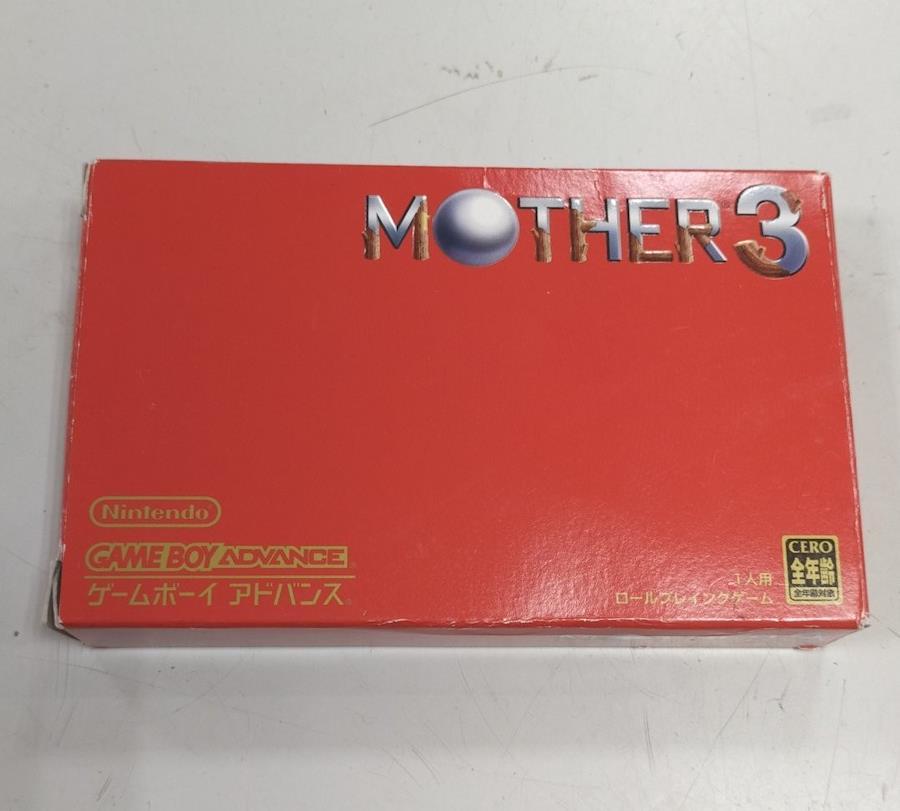 MOTHER 3
Nintendo
GAME BOY ADVANCE
ゲームボーイ アドバンス
1人用
ロールプレイングゲーム
CERO
全年齢
全年齢対象